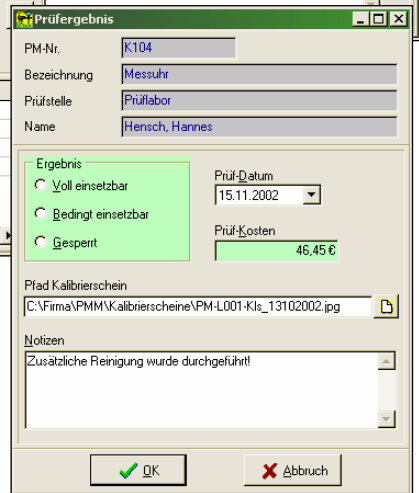 Prüfergebnis
PM-Nr. K104
Bezeichnung Messuhr
Prüfstelle Prüflabor
Name Hensch, Hannes
Ergebnis
Voll einsetzbar
Bedingt einsetzbar
Gesperrt
Prüf-Datum
15.11.2002
Prüf-Kosten
46,45 €
Pfad Kalibrierschein
C:\Firma\PMM\Kalibrierscheine\PM-L001-Kls_13102002.jpg
Notizen
Zusätzliche Reinigung wurde durchgeführt!
OK Abbruch